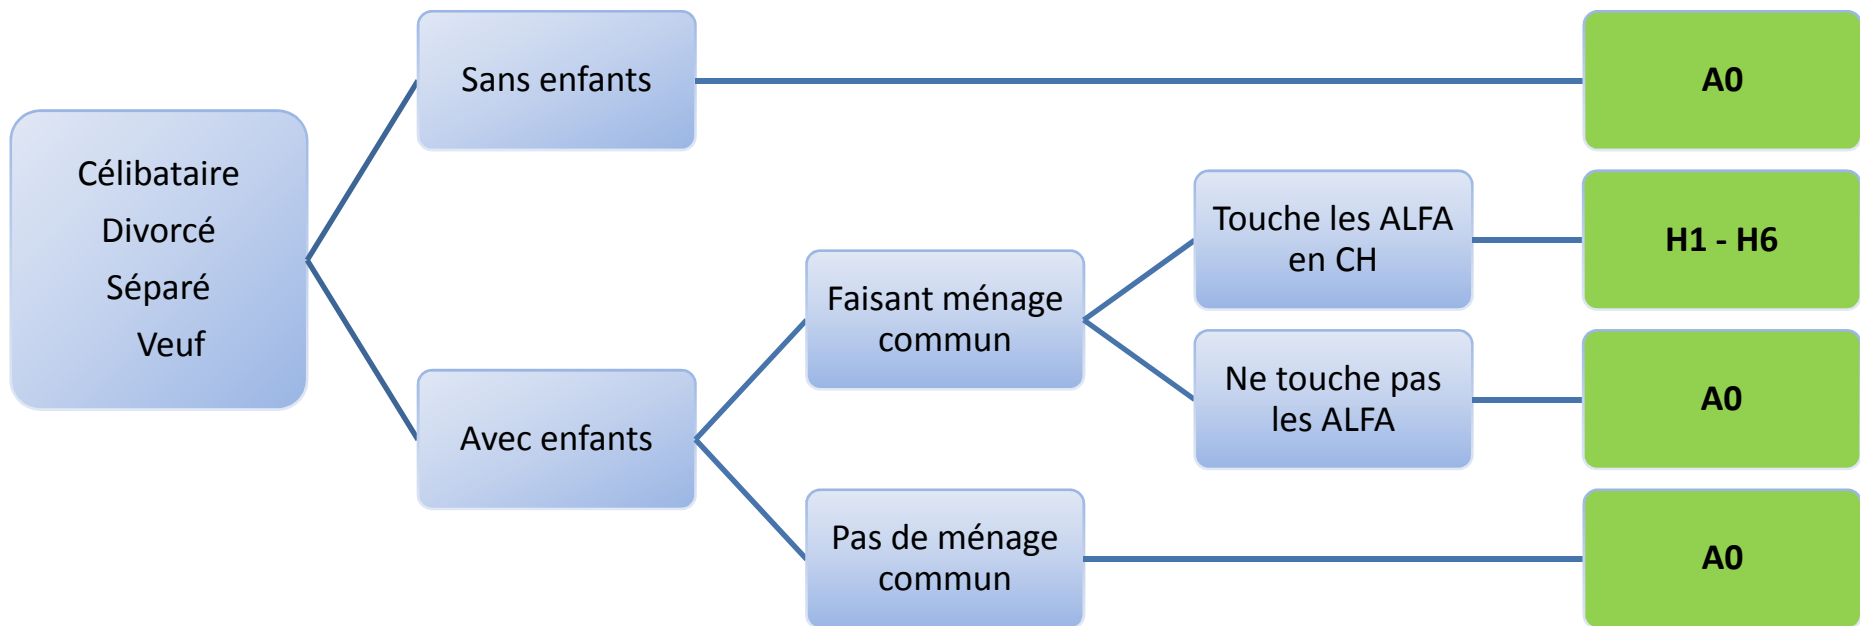 Célibataire
Divorcé
Séparé
Veuf
Sans enfants
A0
Avec enfants
Faisant ménage
commun
Touche les ALFA
en CH
H1 - H6
Ne touche pas
les ALFA
A0
Pas de ménage
commun
A0